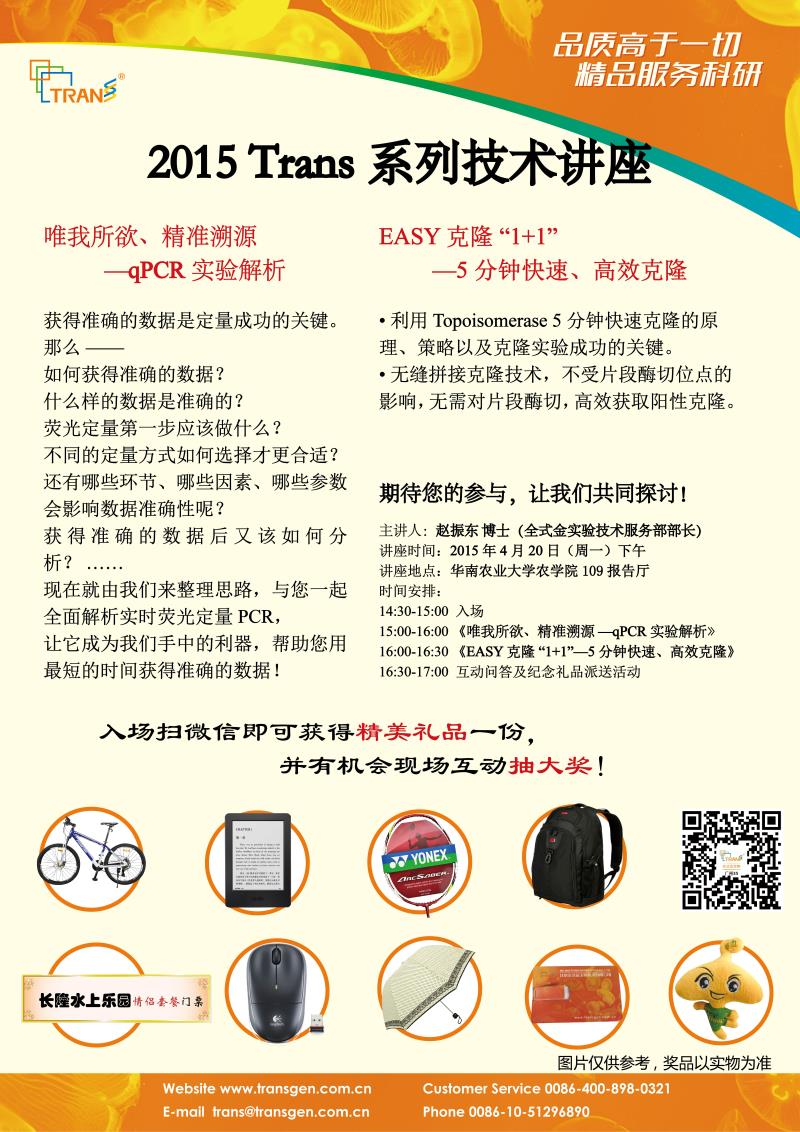 品质高于一切
精品服务科研
TRANS®
2015 Trans 系列技术讲座
唯我所欲、精准溯源
—qPCR 实验解析
获得准确的数据是定量成功的关键。
那么 ——
如何获得准确的数据？
什么样的数据是准确的？
荧光定量第一步应该做什么？
不同的定量方式如何选择才更合适？
还有哪些环节、哪些因素、哪些参数
会影响数据准确性呢？
获得准确的数据后又该如何分
析？ ……
现在就由我们来整理思路，与您一起
全面解析实时荧光定量 PCR，
让它成为我们手中的利器，帮助您用
最短的时间获得准确的数据！
EASY 克隆 “1+1”
—5 分钟快速、高效克隆
• 利用 Topoisomerase 5 分钟快速克隆的原
理、策略以及克隆实验成功的关键。
• 无缝拼接克隆技术，不受片段酶切位点的
影响，无需对片段酶切，高效获取阳性克隆。
期待您的参与，让我们共同探讨！
主讲人：赵振东 博士（全式金实验技术服务部部长）
讲座时间：2015 年 4 月 20 日（周一）下午
讲座地点：华南农业大学农学院 109 报告厅
时间安排：
14:30-15:00 入场
15:00-16:00 《唯我所欲、精准溯源 —qPCR 实验解析》
16:00-16:30 《EASY 克隆 “1+1”—5 分钟快速、高效克隆》
16:30-17:00 互动问答及纪念礼品派送活动
入场扫微信即可获得精美礼品一份，
并有机会现场互动抽大奖！
YONEX
ARCSABER
TRANS
长隆水上乐园情侣套餐门票
Logitech
图片仅供参考，奖品以实物为准
Website www.transgen.com.cn
Customer Service 0086-400-898-0321
E-mail trans@transgen.com.cn
Phone 0086-10-51296890